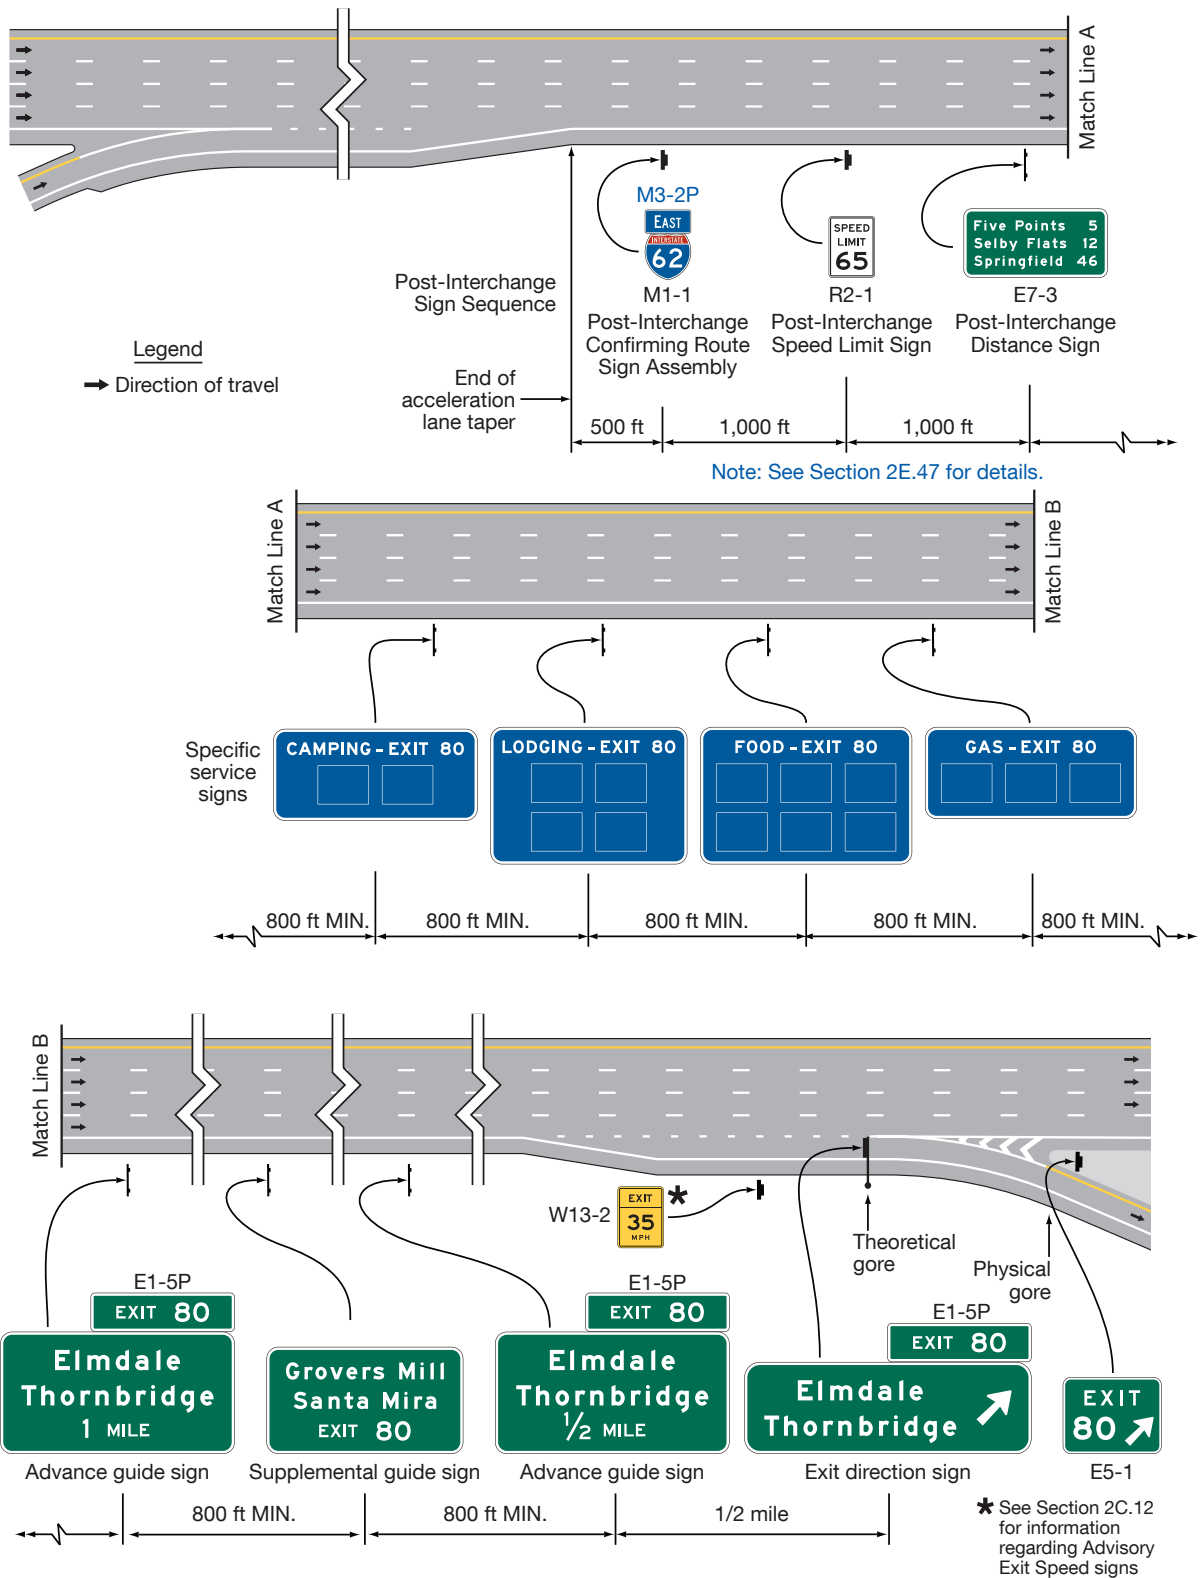 Match Line A
M3-2P
EAST
INTERSTATE
62
M1-1
Post-Interchange
Confirming Route
Sign Assembly
SPEED
LIMIT
65
R2-1
Post-Interchange
Speed Limit Sign
Five Points 5
Selby Flats 12
Springfield 46
E7-3
Post-Interchange
Distance Sign
Post-Interchange
Sign Sequence
Legend
Direction of travel
End of
acceleration
lane taper
500 ft
1,000 ft
1,000 ft
Note: See Section 2E.47 for details.
Match Line A
Match Line B
Specific
service
signs
CAMPING - EXIT 80
LODGING - EXIT 80
FOOD - EXIT 80
GAS - EXIT 80
800 ft MIN.
800 ft MIN.
800 ft MIN.
800 ft MIN.
800 ft MIN.
Match Line B
W13-2
EXIT
35
MPH
*
Theoretical
gore
Physical
gore
E1-5P
EXIT 80
Elmdale
Thornbridge
1 MILE
Advance guide sign
Grovers Mill
Santa Mira
EXIT 80
Supplemental guide sign
E1-5P
EXIT 80
Elmdale
Thornbridge
1/2 MILE
Advance guide sign
E1-5P
EXIT 80
Elmdale
Thornbridge
Exit direction sign
EXIT
80
E5-1
800 ft MIN.
800 ft MIN.
1/2 mile
* See Section 2C.12
for information
regarding Advisory
Exit Speed signs